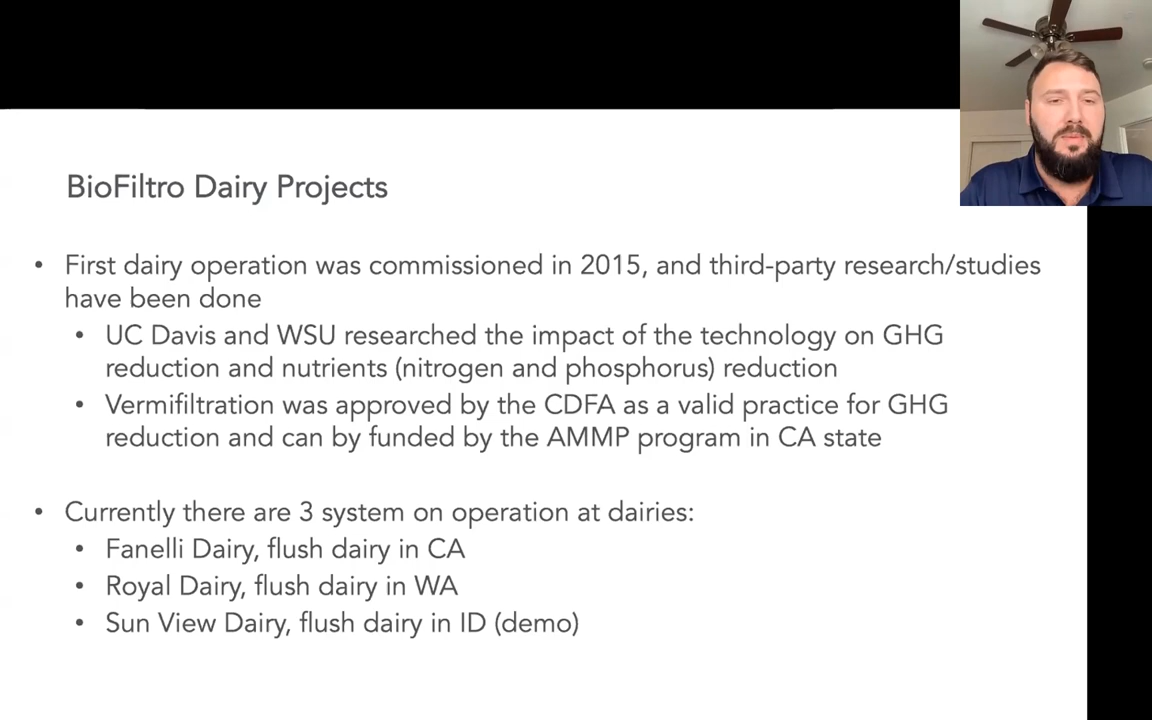 BioFiltro Dairy Projects
• First dairy operation was commissioned in 2015, and third-party research/studies
have been done
• UC Davis and WSU researched the impact of the technology on GHG
reduction and nutrients (nitrogen and phosphorus) reduction
• Vermifiltration was approved by the CDFA as a valid practice for GHG
reduction and can by funded by the AMMP program in CA state
• Currently there are 3 system on operation at dairies:
• Fanelli Dairy, flush dairy in CA
• Royal Dairy, flush dairy in WA
• Sun View Dairy, flush dairy in ID (demo)